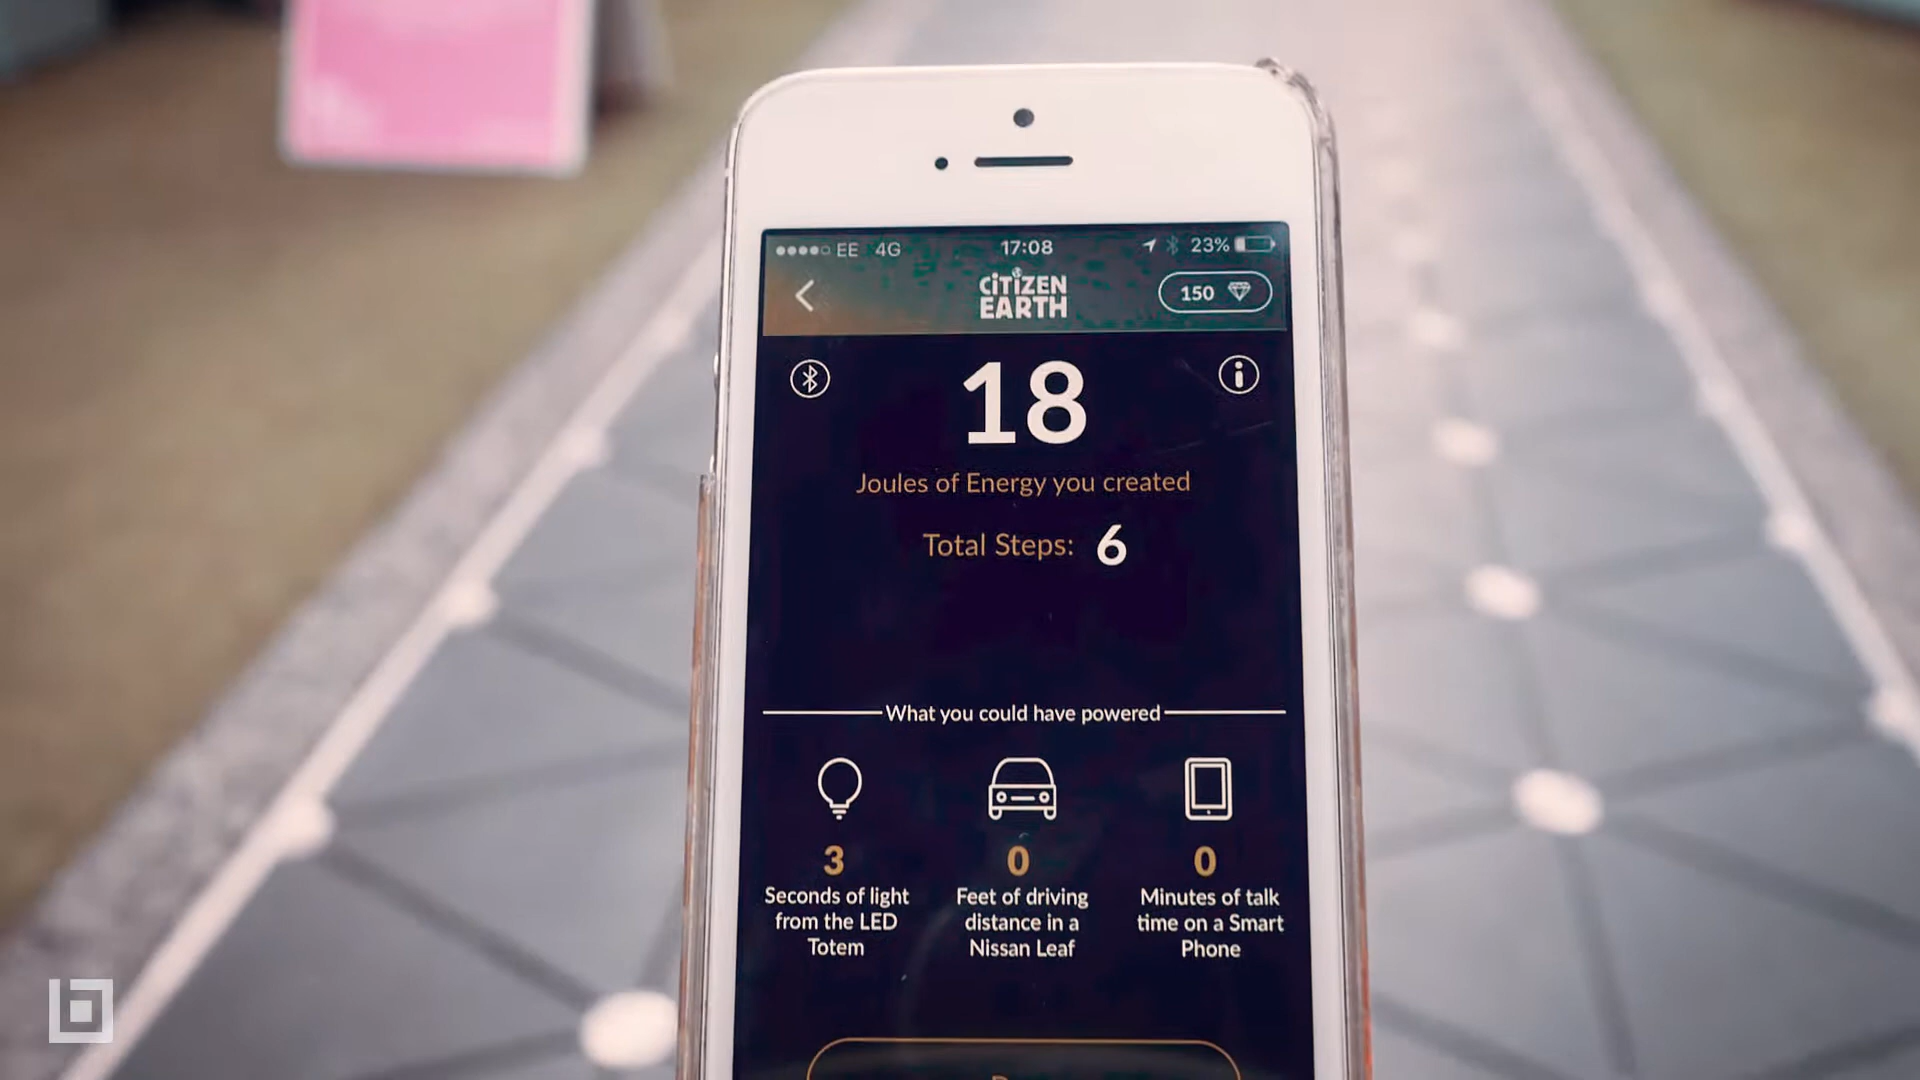 EE 4G 17:08 23%
CiTiZEN
EARTH
150
18
Joules of Energy you created
Total Steps: 6
What you could have powered
3
Seconds of light
from the LED
Totem
0
Feet of driving
distance in a
Nissan Leaf
0
Minutes of talk
time on a Smart
Phone